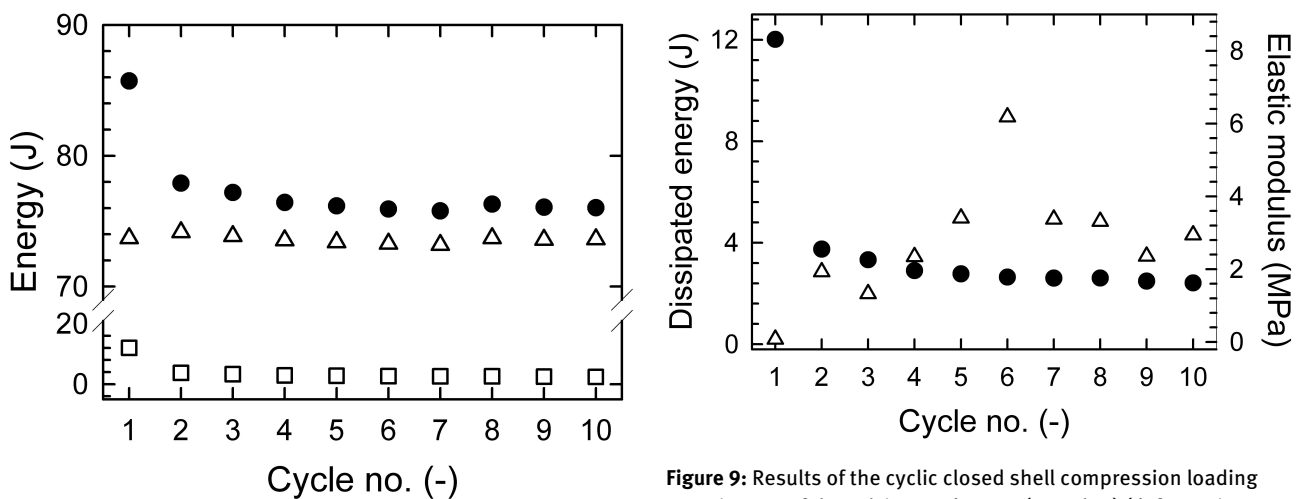 90
80
70
20
0
Energy (J)
1 2 3 4 5 6 7 8 9 10
Cycle no. (-)
12
8
4
0
Dissipated energy (J)
8
6
4
2
0
Elastic modulus (MPa)
1 2 3 4 5 6 7 8 9 10
Cycle no. (-)
Figure 9: Results of the cyclic closed shell compression loading